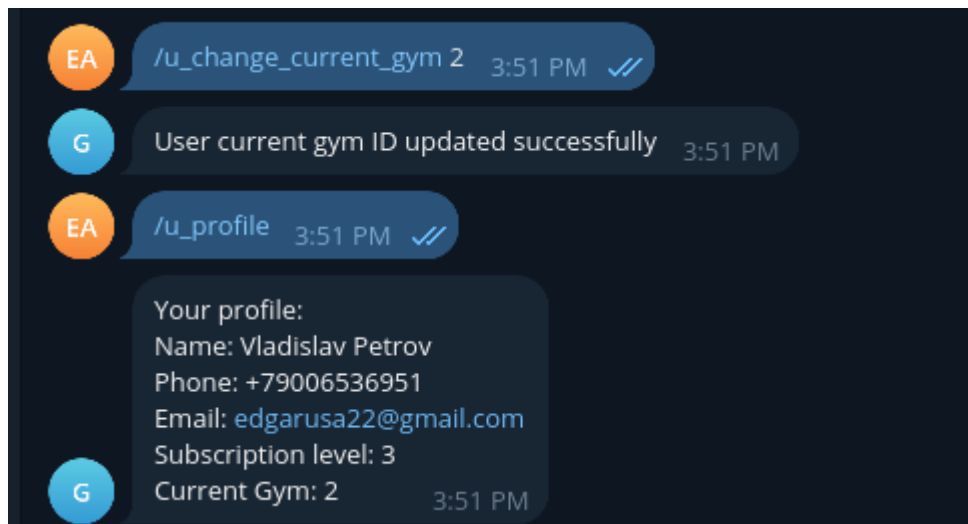 EA
/u_change_current_gym 2 3:51 PM
G
User current gym ID updated successfully 3:51 PM
EA
/u_profile 3:51 PM
Your profile:
Name: Vladislav Petrov
Phone: +79006536951
Email: edgarusa22@gmail.com
Subscription level: 3
G
Current Gym: 2 3:51 PM